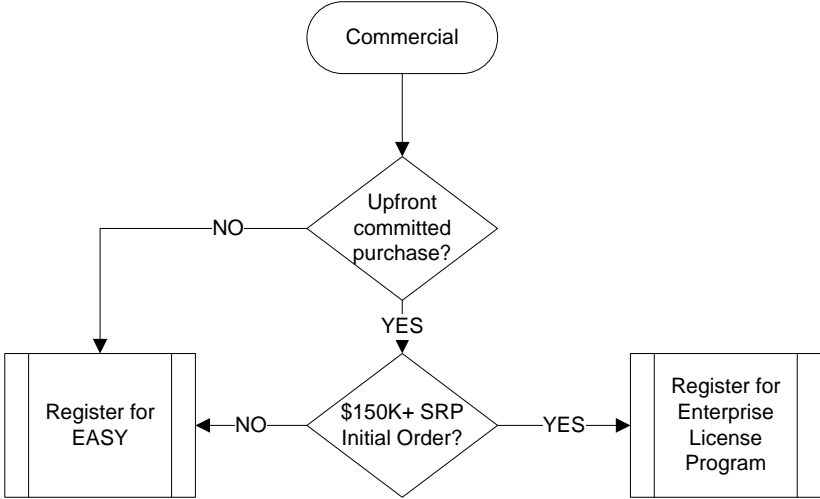 Commercial
Upfront
committed
purchase?
NO
YES
Register for
EASY
NO
$150K+ SRP
Initial Order?
YES
Register for
Enterprise
License
Program